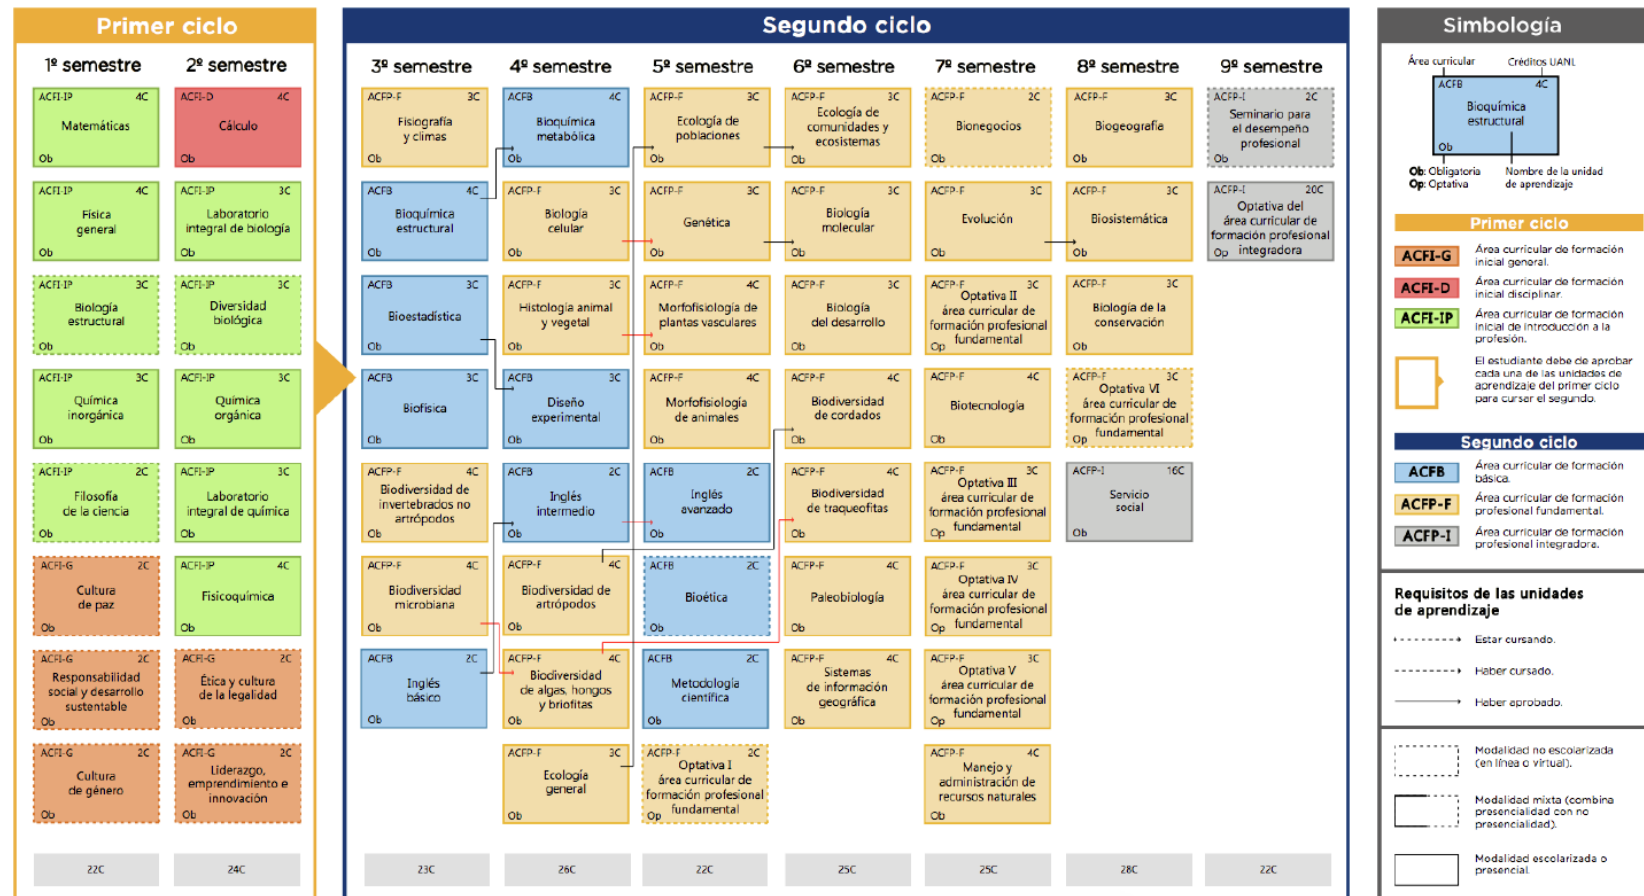 Primer ciclo
1º semestre
ACFI-IP 4C
Matemáticas
Ob
ACFI-IP 4C
Física
general
Ob
ACFI-IP 3C
Biología
estructural
Ob
ACFI-IP 3C
Química
inorgánica
Ob
ACFI-IP 2C
Filosofía
de la ciencia
Ob
ACFI-G 2C
Cultura
de paz
Ob
ACFI-G 2C
Responsabilidad
social y desarrollo
sustentable
Ob
ACFI-G 2C
Cultura
de género
Ob
22C
2º semestre
ACFI-D 4C
Cálculo
Ob
ACFI-IP 3C
Laboratorio
integral de biología
Ob
ACFI-IP 3C
Diversidad
biológica
Ob
ACFI-IP 3C
Química
orgánica
Ob
ACFI-IP 3C
Laboratorio
integral de química
Ob
ACFI-IP 4C
Fisicoquímica
Ob
ACFI-G 2C
Ética y cultura
de la legalidad
Ob
ACFI-G 2C
Liderazgo,
emprendimiento e
innovación
Ob
24C
Segundo ciclo
3º semestre
ACFP-F 3C
Fisiografía
y climas
Ob
ACFB 4C
Bioquímica
estructural
Ob
ACFB 3C
Bioestadística
Ob
ACFB 3C
Biofísica
Ob
ACFP-F 4C
Biodiversidad de
invertebrados no
artrópodos
Ob
ACFP-F 4C
Biodiversidad
microbiana
Ob
ACFB 2C
Inglés
básico
Ob
23C
4º semestre
ACFB 4C
Bioquímica
metabólica
Ob
ACFP-F 3C
Biología
celular
Ob
ACFP-F 3C
Histología animal
y vegetal
Ob
ACFB 3C
Diseño
experimental
Ob
ACFB 2C
Inglés
intermedio
Ob
ACFP-F 4C
Biodiversidad de
artrópodos
Ob
ACFP-F 4C
Biodiversidad
de algas, hongos
y briofitas
Ob
ACFP-F 3C
Ecología
general
Ob
26C
5º semestre
ACFP-F 3C
Ecología de
poblaciones
Ob
ACFP-F 3C
Genética
Ob
ACFP-F 4C
Morfofisiología de
plantas vasculares
Ob
ACFP-F 4C
Morfofisiología
de animales
Ob
ACFB 2C
Inglés
avanzado
Ob
ACFB 2C
Bioética
Ob
ACFB 2C
Metodología
científica
Ob
ACFP-F 2C
Optativa I
área curricular de
formación profesional
fundamental
Op
22C
6º semestre
ACFP-F 3C
Ecología de
comunidades y
ecosistemas
Ob
ACFP-F 3C
Biología
molecular
Ob
ACFP-F 3C
Biología
del desarrollo
Ob
ACFP-F 4C
Biodiversidad
de cordados
Ob
ACFP-F 4C
Biodiversidad
de traqueofitas
Ob
ACFP-F 4C
Paleobiología
Ob
ACFP-F 4C
Sistemas
de información
geográfica
Ob
25C
7º semestre
ACFP-F 2C
Bionegocios
Ob
ACFP-F 3C
Evolución
Ob
ACFP-F 3C
Optativa II
área curricular de
formación profesional
fundamental
Op
ACFP-F 4C
Biotecnología
Ob
ACFP-F 3C
Optativa III
área curricular de
formación profesional
fundamental
Op
ACFP-F 3C
Optativa IV
área curricular de
formación profesional
fundamental
Op
ACFP-F 3C
Optativa V
área curricular de
formación profesional
fundamental
Op
ACFP-F 4C
Manejo y
administración de
recursos naturales
Ob
25C
8º semestre
ACFP-F 3C
Biogeografía
Ob
ACFP-F 3C
Biosistemática
Ob
ACFP-F 3C
Biología de la
conservación
Ob
ACFP-F 3C
Optativa VI
área curricular de
formación profesional
fundamental
Op
ACFP-I 16C
Servicio
social
Ob
28C
9º semestre
ACFP-I 2C
Seminario para
el desempeño
profesional
Ob
ACFP-I 20C
Optativa del
área curricular de
formación profesional
integradora
Op
22C
Simbología
Área curricular Créditos UANL
ACFB 4C
Bioquímica
estructural
Ob
Ob: Obligatoria
Op: Optativa
Nombre de la unidad
de aprendizaje
Primer ciclo
ACFI-G Área curricular de formación
inicial general.
ACFI-D Área curricular de formación
inicial disciplinar.
ACFI-IP Área curricular de formación
inicial de introducción a la
profesión.
El estudiante debe de aprobar
cada una de las unidades de
aprendizaje del primer ciclo
para cursar el segundo.
Segundo ciclo
ACFB Área curricular de formación
básica.
ACFP-F Área curricular de formación
profesional fundamental.
ACFP-I Área curricular de formación
profesional integradora.
Requisitos de las unidades
de aprendizaje
Estar cursando.
Haber cursado.
Haber aprobado.
Modalidad no escolarizada
(en línea o virtual).
Modalidad mixta (combina
presencialidad con no
presencialidad).
Modalidad escolarizada o
presencial.